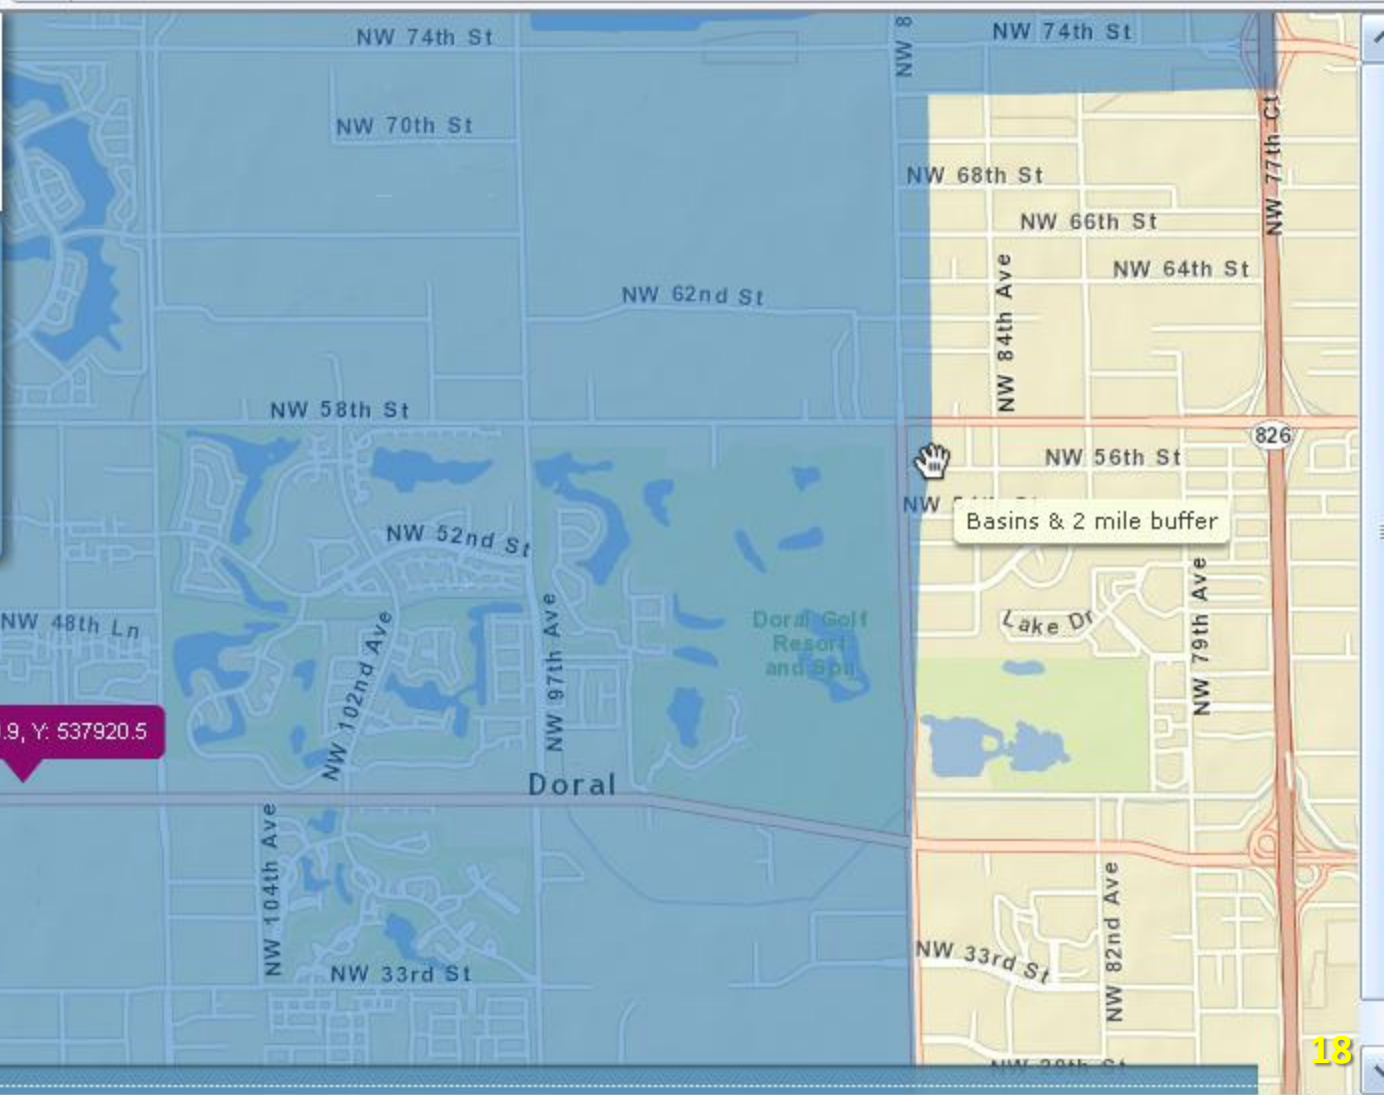 NW 74th St
NW 8
NW 74th St
NW 70th St
NW 77th Ct
NW 68th St
NW 66th St
NW 64th St
NW 62nd St
NW 84th Ave
NW 58th St
826
NW 56th St
NW
Basins & 2 mile buffer
NW 52nd St
NW 48th Ln
NW 102nd Ave
NW 97th Ave
Doral Golf
Resort
and Spa
Lake Dr
NW 79th Ave
.9, Y: 537920.5
Doral
NW 104th Ave
NW 82nd Ave
NW 33rd St
NW 33rd St
18